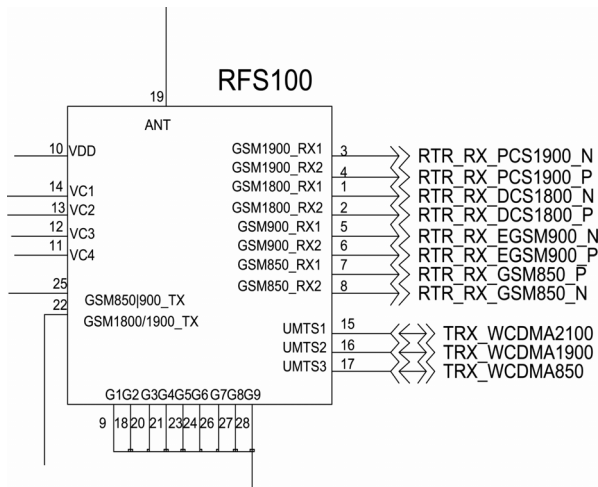 RFS100
19
ANT
10 VDD
14 VC1
13 VC2
12 VC3
11 VC4
25 GSM850|900_TX
22 GSM1800/1900_TX
GSM1900_RX1 3 RTR_RX_PCS1900_N
GSM1900_RX2 4 RTR_RX_PCS1900_P
GSM1800_RX1 1 RTR_RX_DCS1800_N
GSM1800_RX2 2 RTR_RX_DCS1800_P
GSM900_RX1 5 RTR_RX_EGSM900_N
GSM900_RX2 6 RTR_RX_EGSM900_P
GSM850_RX1 7 RTR_RX_GSM850_P
GSM850_RX2 8 RTR_RX_GSM850_N
UMTS1 15 TRX_WCDMA2100
UMTS2 16 TRX_WCDMA1900
UMTS3 17 TRX_WCDMA850
G1G2 G3G4G5G6 G7G8G9
9 18 20 21 23 24 26 27 28